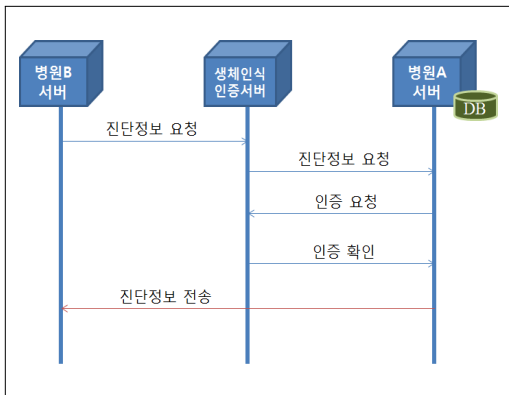 병원B
서버
생체인식
인증서버
병원A
서버
DB
진단정보 요청
진단정보 요청
인증 요청
인증 확인
진단정보 전송